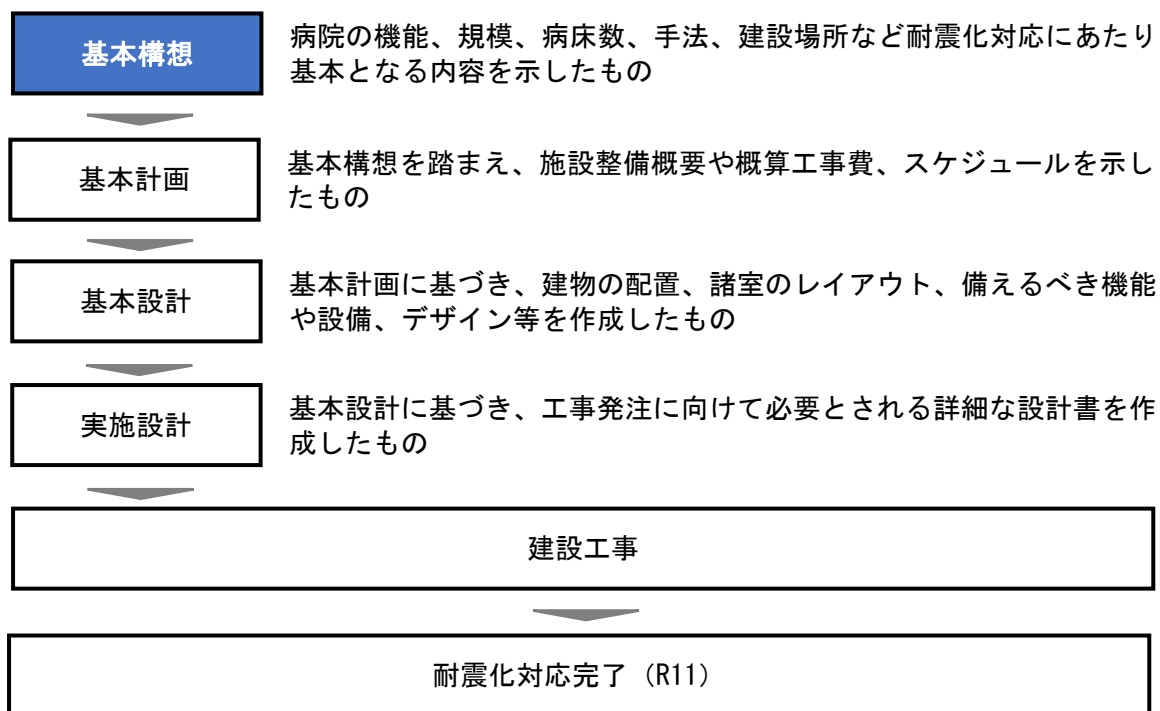 基本構想
病院の機能、規模、病床数、手法、建設場所など耐震化対応にあたり
基本となる内容を示したもの
基本計画
基本構想を踏まえ、施設整備概要や概算工事費、スケジュールを示し
たもの
基本設計
基本計画に基づき、建物の配置、諸室のレイアウト、備えるべき機能
や設備、デザイン等を作成したもの
実施設計
基本設計に基づき、工事発注に向けて必要とされる詳細な設計書を作
成したもの
建設工事
耐震化対応完了（R11）